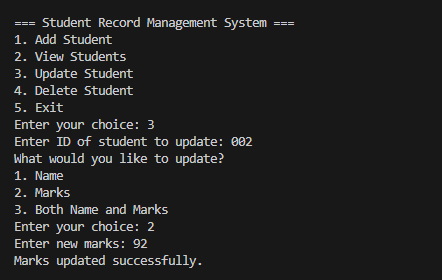 === Student Record Management System ===
1. Add Student
2. View Students
3. Update Student
4. Delete Student
5. Exit
Enter your choice: 3
Enter ID of student to update: 002
What would you like to update?
1. Name
2. Marks
3. Both Name and Marks
Enter your choice: 2
Enter new marks: 92
Marks updated successfully.